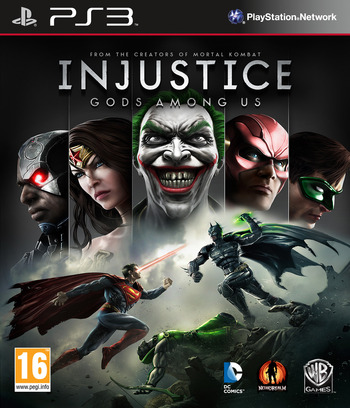 PS3
PlayStation®Network
FROM THE CREATORS OF MORTAL KOMBAT
INJUSTICE
GODS AMONG US
16
www.pegi.info
DC
COMICS
NETHERREALM
WB
GAMES